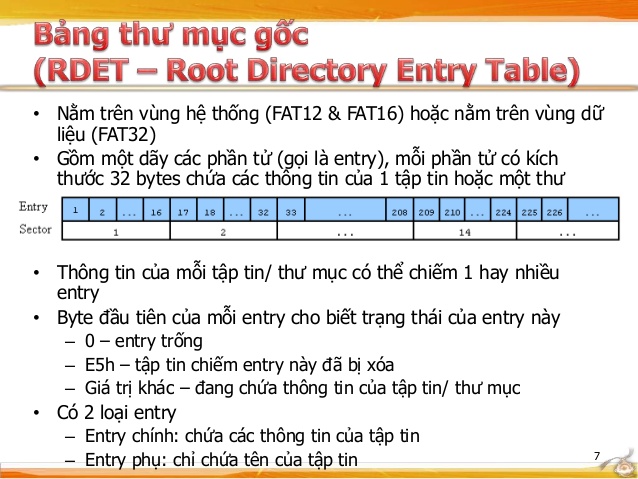 Bảng thư mục gốc
(RDET – Root Directory Entry Table)
• Nằm trên vùng hệ thống (FAT12 & FAT16) hoặc nằm trên vùng dữ
liệu (FAT32)
• Gồm một dãy các phần tử (gọi là entry), mỗi phần tử có kích
thước 32 bytes chứa các thông tin của 1 tập tin hoặc một thư
Entry 1 2 ... 16 17 18 ... 32 33 ... 208 209 210 ... 224 225 226 ...
Sector 1 2 ... 14 ...
• Thông tin của mỗi tập tin/ thư mục có thể chiếm 1 hay nhiều
entry
• Byte đầu tiên của mỗi entry cho biết trạng thái của entry này
– 0 – entry trống
– E5h – tập tin chiếm entry này đã bị xóa
– Giá trị khác – đang chứa thông tin của tập tin/ thư mục
• Có 2 loại entry
– Entry chính: chứa các thông tin của tập tin
– Entry phụ: chỉ chứa tên của tập tin
7